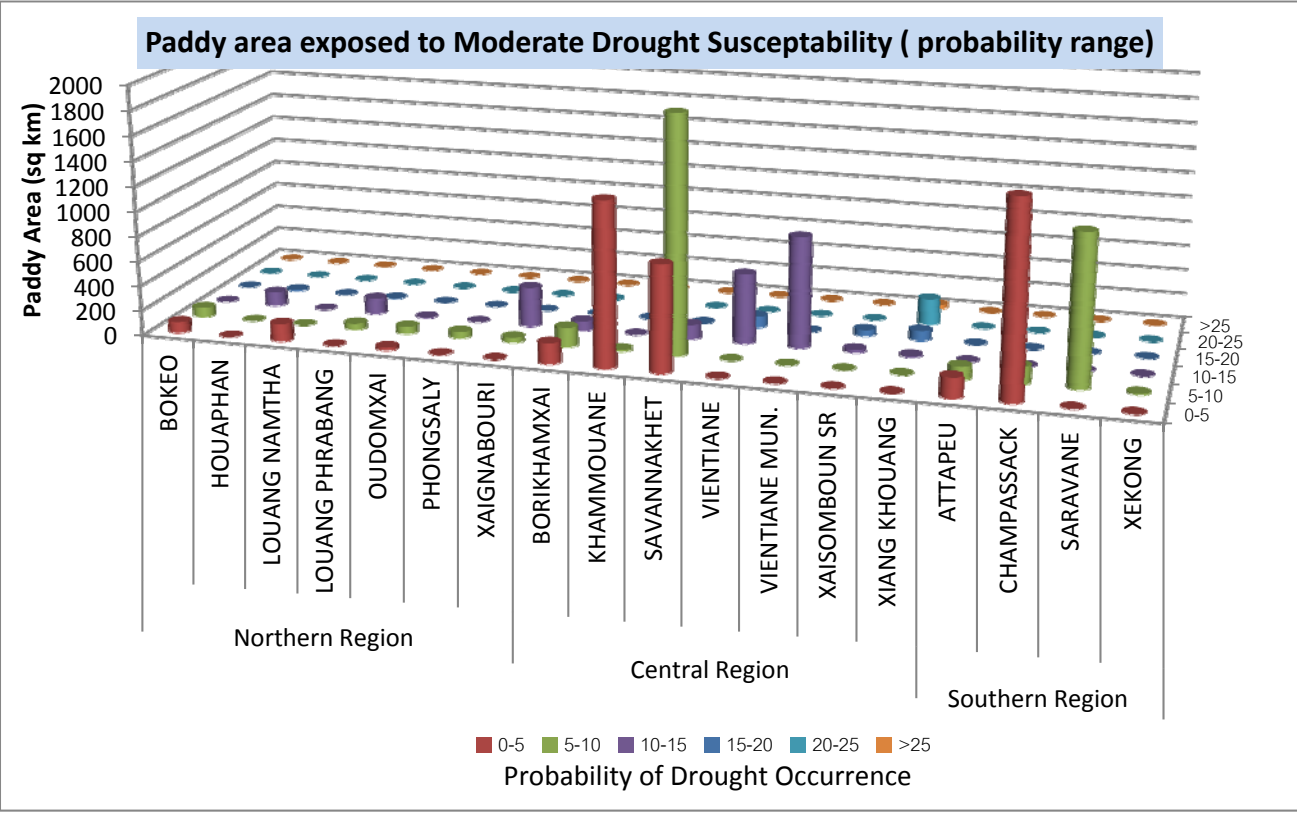 Paddy area exposed to Moderate Drought Susceptability ( probability range)
Paddy Area (sq km)
2000
1800
1600
1400
1200
1000
800
600
400
200
0
>25
20-25
15-20
10-15
5-10
0-5
BOKEO
HOUAPHAN
LOUANG NAMTHA
LOUANG PHRABANG
OUDOMXAI
PHONGSALY
XAIGNABOURI
BORIKHAMXAI
KHAMMOUANE
SAVANNAKHET
VIENTIANE
VIENTIANE MUN.
XAISOMBOUN SR
XIANG KHOUANG
ATTAPEU
CHAMPASSACK
SARAVANE
XEKONG
Northern Region
Central Region
Southern Region
0-5 5-10 10-15 15-20 20-25 >25
Probability of Drought Occurrence